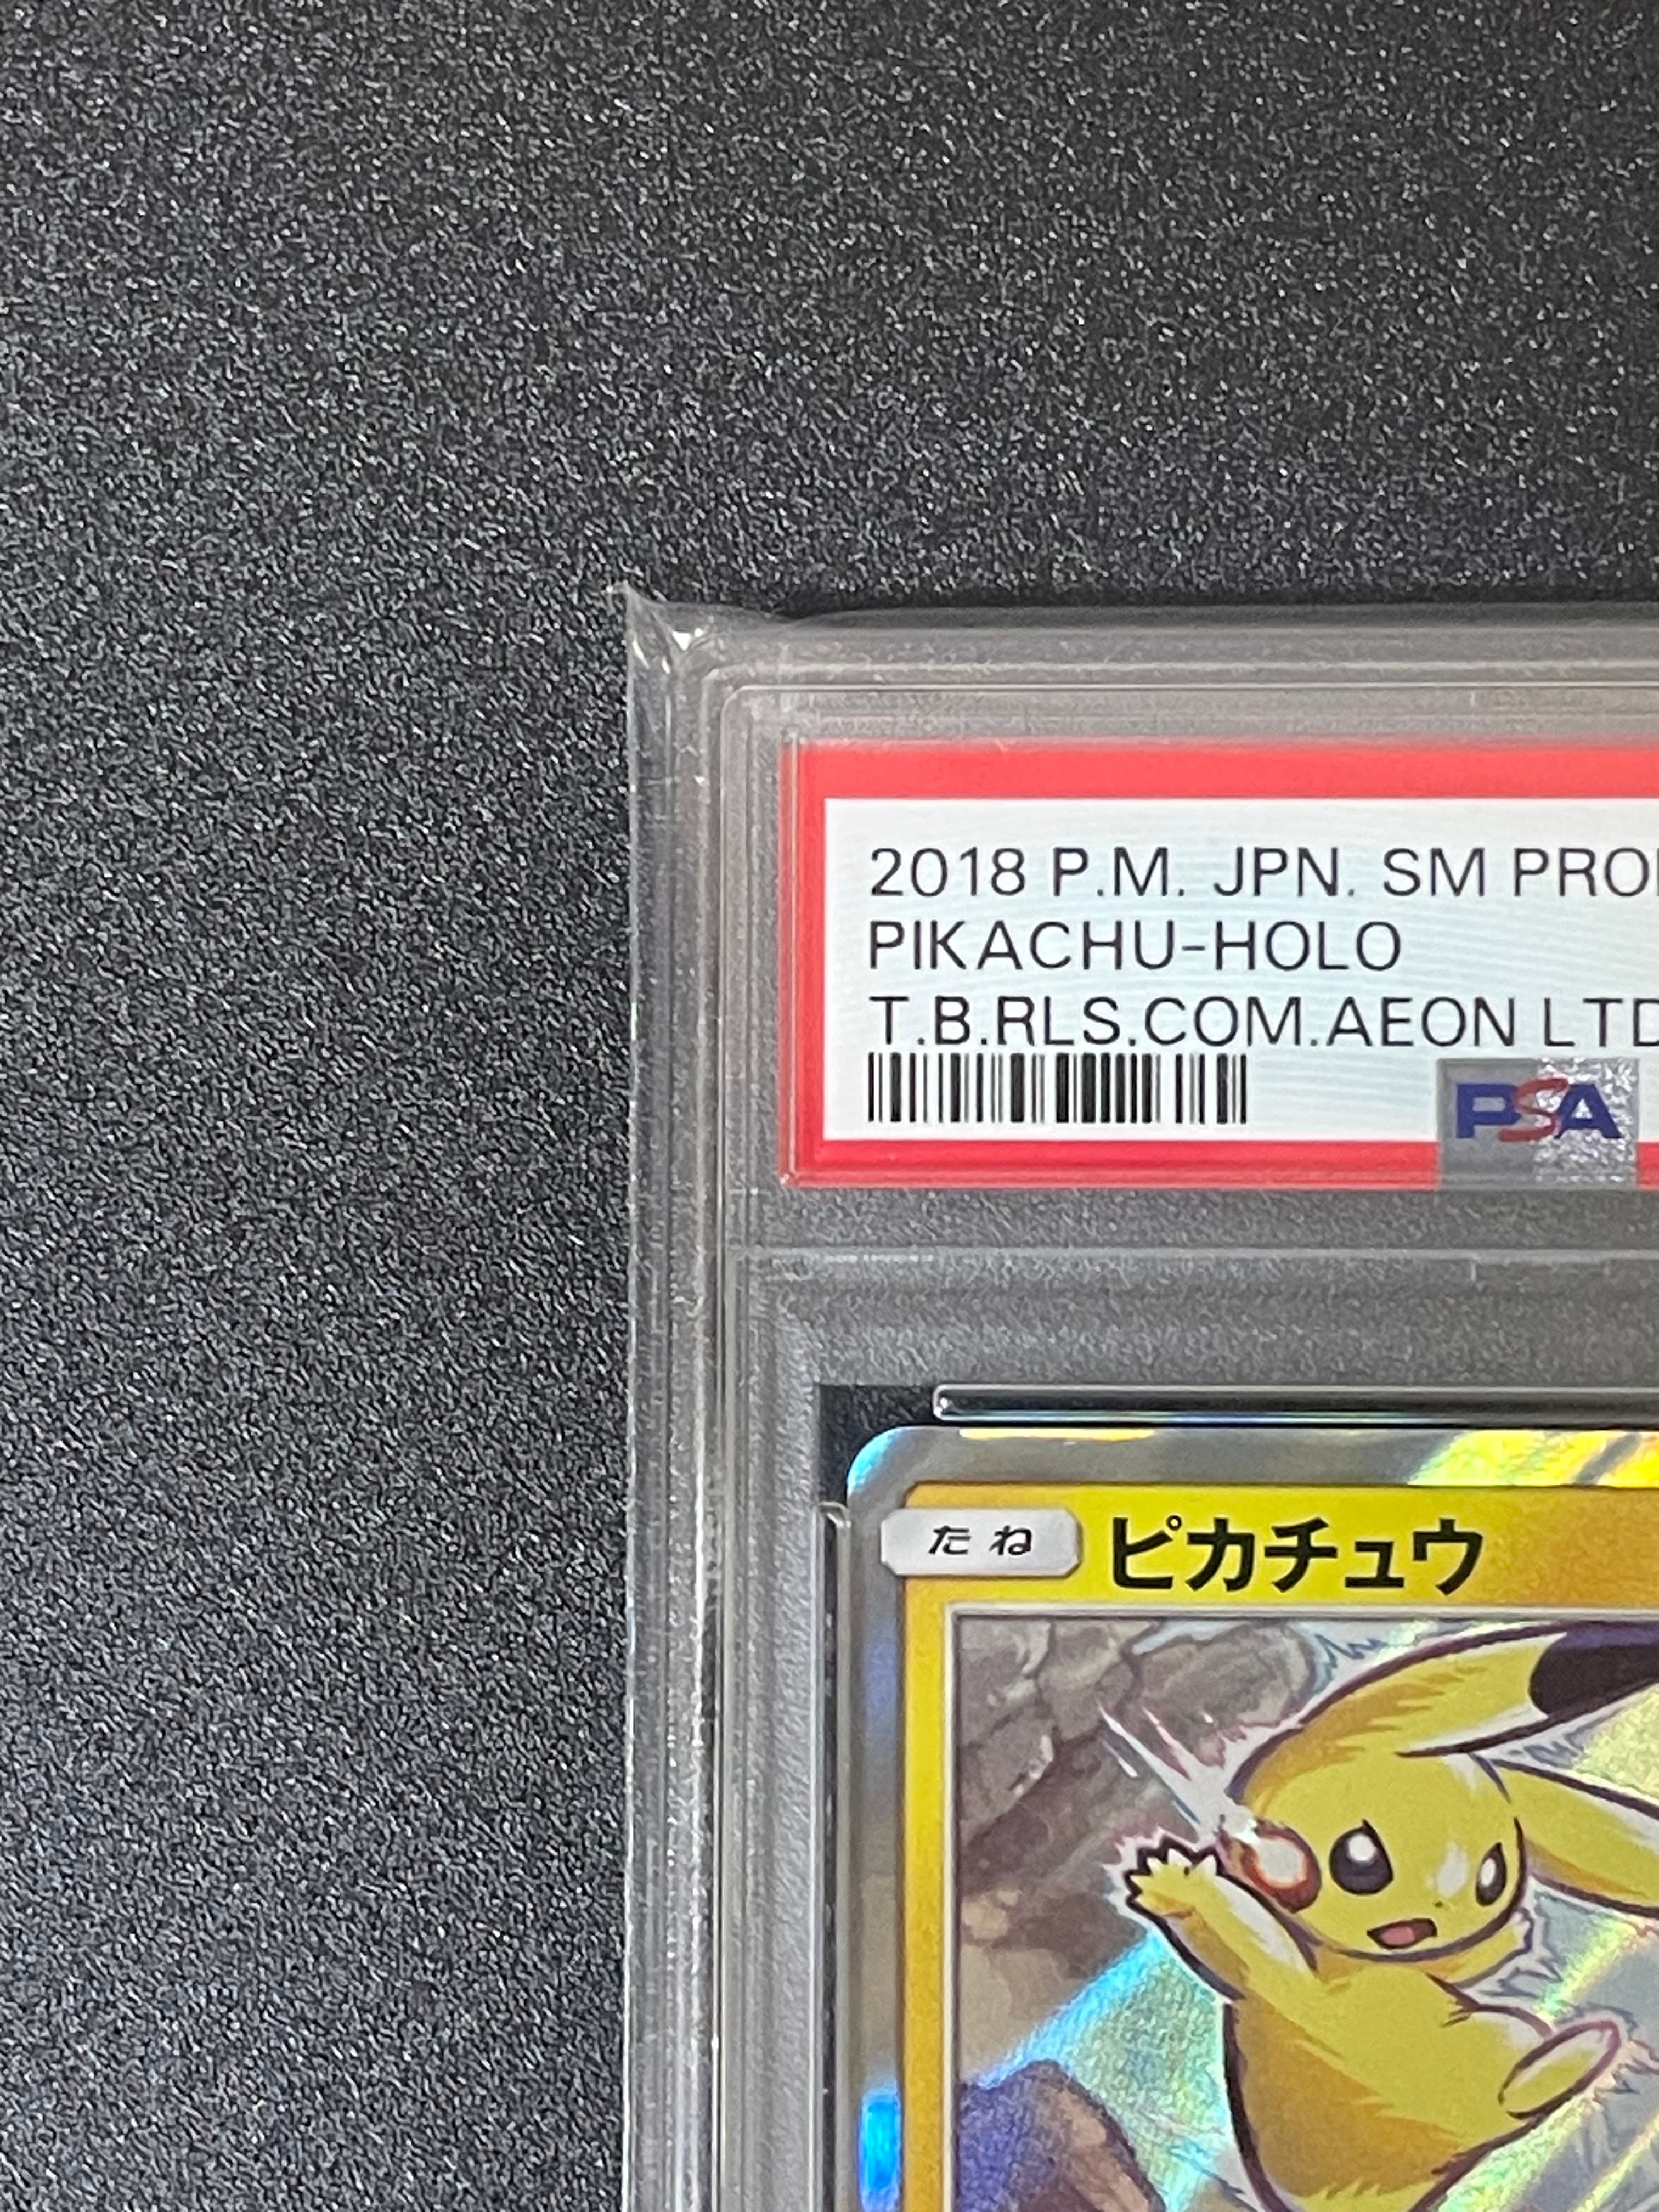 2018 P.M. JPN. SM PRO
PIKACHU-HOLO
T.B.RLS.COM.AEON LTD
PSA
たね ピカチュウ